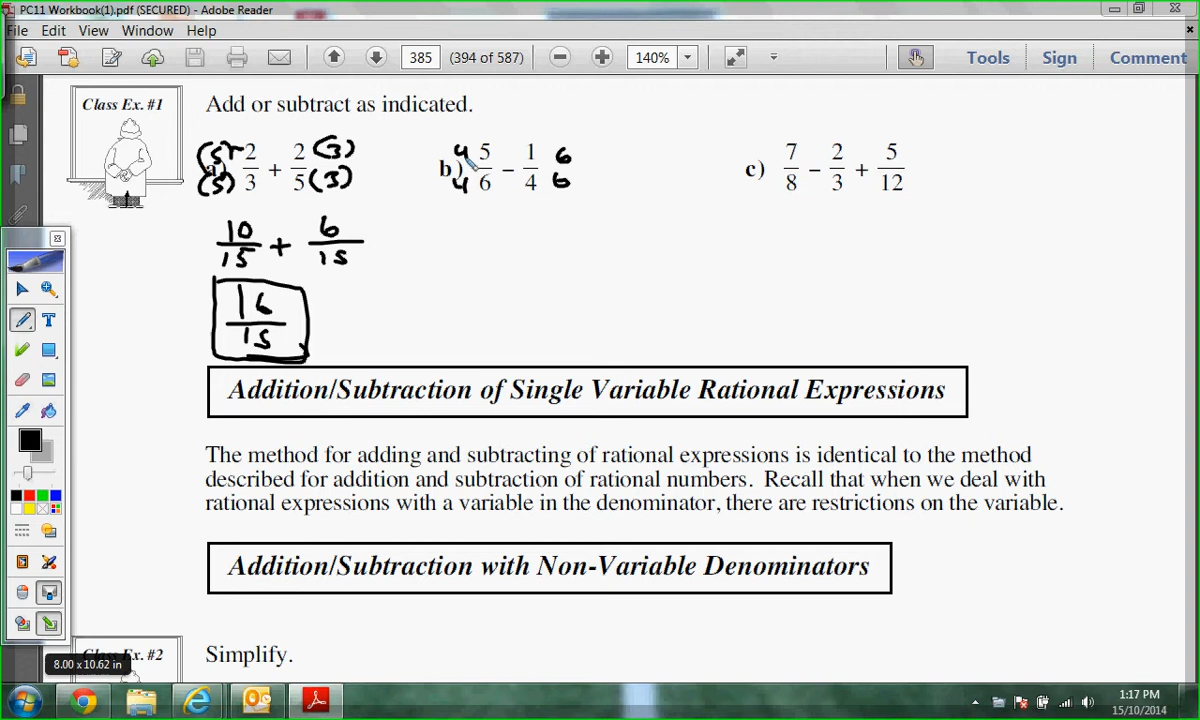 PC11 Workbook(1).pdf (SECURED) - Adobe Reader
File Edit View Window Help
385 (394 of 587) 140% Tools Sign Comment
Class Ex. #1 Add or subtract as indicated.
a) (5) 2/3 (5) + 2/5 (3) (3) b) 4 5/6 4 - 1/4 6 6 c) 7/8 - 2/3 + 5/12
10/15 + 6/15
16/15
Addition/Subtraction of Single Variable Rational Expressions
The method for adding and subtracting of rational expressions is identical to the method
described for addition and subtraction of rational numbers. Recall that when we deal with
rational expressions with a variable in the denominator, there are restrictions on the variable.
Addition/Subtraction with Non-Variable Denominators
Class Ex. #2 Simplify.
8.00 x 10.62 in
1:17 PM
15/10/2014